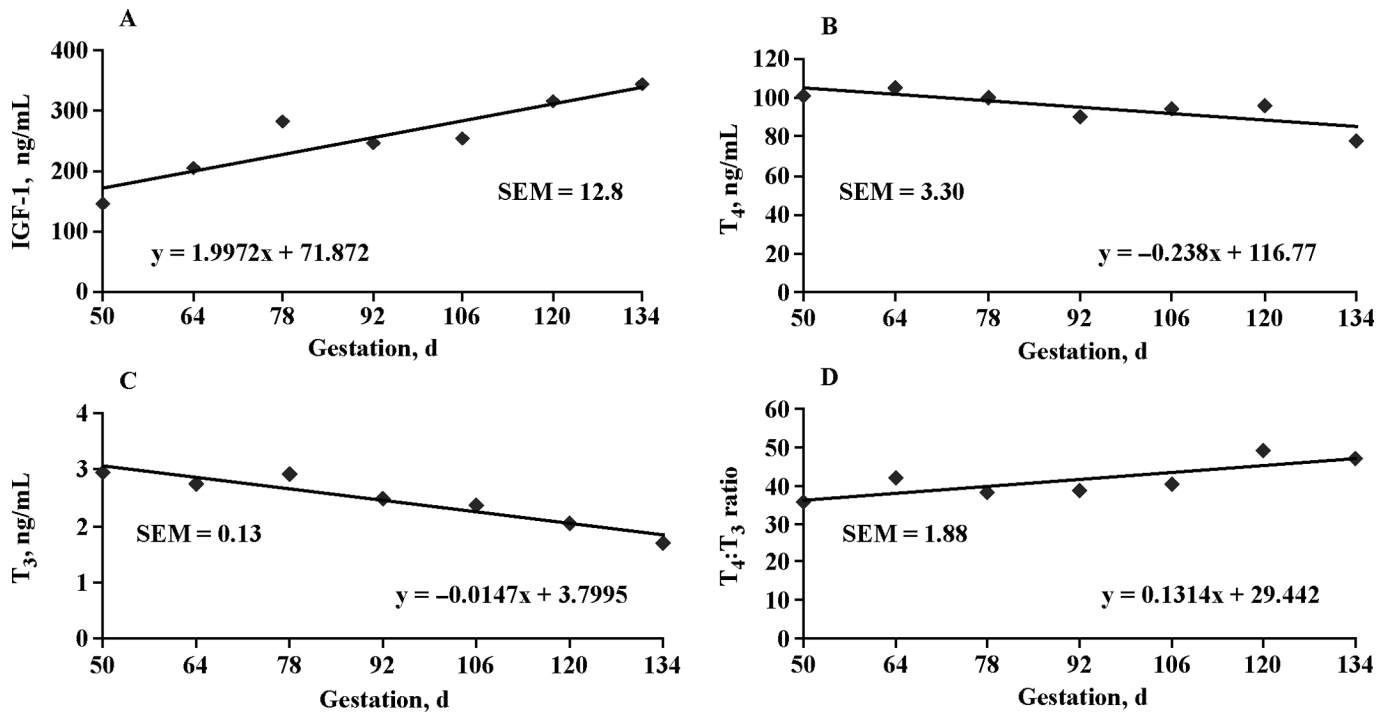 A
IGF-1, ng/mL
400
300
200
100
0
SEM = 12.8
y = 1.9972x + 71.872
50 64 78 92 106 120 134
Gestation, d
B
T₄, ng/mL
120
100
80
60
40
20
0
SEM = 3.30
y = –0.238x + 116.77
50 64 78 92 106 120 134
Gestation, d
C
T₃, ng/mL
4
3
2
1
0
SEM = 0.13
y = –0.0147x + 3.7995
50 64 78 92 106 120 134
Gestation, d
D
T₄:T₃ ratio
60
50
40
30
20
10
0
SEM = 1.88
y = 0.1314x + 29.442
50 64 78 92 106 120 134
Gestation, d